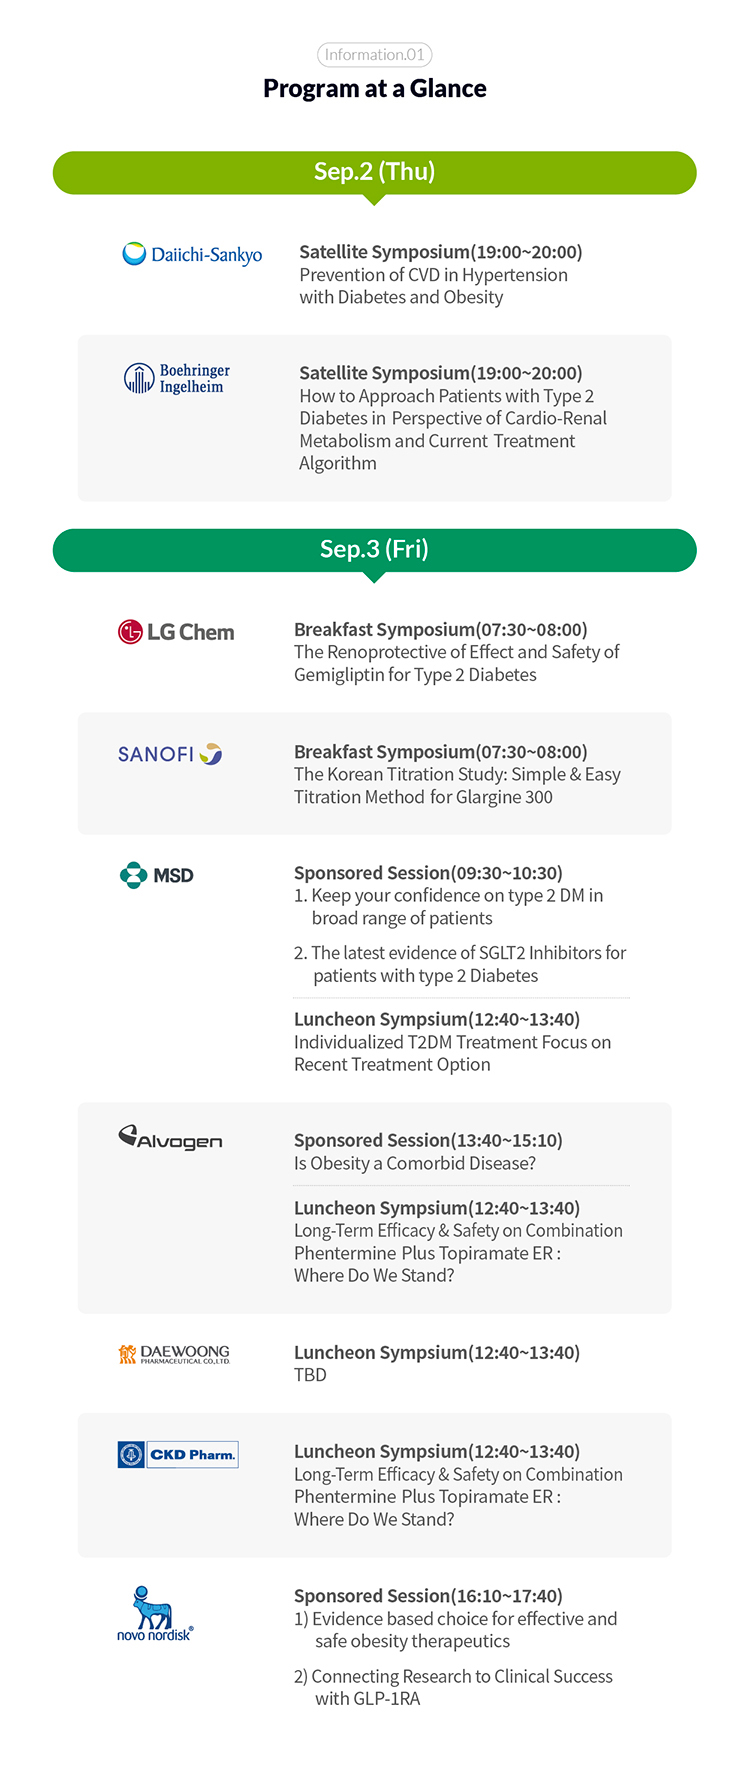 Information.01
Program at a Glance
Sep.2 (Thu)
Daiichi-Sankyo
Satellite Symposium(19:00~20:00)
Prevention of CVD in Hypertension
with Diabetes and Obesity
Boehringer
Ingelheim
Satellite Symposium(19:00~20:00)
How to Approach Patients with Type 2
Diabetes in Perspective of Cardio-Renal
Metabolism and Current Treatment
Algorithm
Sep.3 (Fri)
LG Chem
Breakfast Symposium(07:30~08:00)
The Renoprotective of Effect and Safety of
Gemigliptin for Type 2 Diabetes
SANOFI
Breakfast Symposium(07:30~08:00)
The Korean Titration Study: Simple & Easy
Titration Method for Glargine 300
MSD
Sponsored Session(09:30~10:30)
1. Keep your confidence on type 2 DM in
broad range of patients
2. The latest evidence of SGLT2 Inhibitors for
patients with type 2 Diabetes
Luncheon Sympsium(12:40~13:40)
Individualized T2DM Treatment Focus on
Recent Treatment Option
Alvogen
Sponsored Session(13:40~15:10)
Is Obesity a Comorbid Disease?
Luncheon Sympsium(12:40~13:40)
Long-Term Efficacy & Safety on Combination
Phentermine Plus Topiramate ER :
Where Do We Stand?
DAEWOONG
PHARMACEUTICAL CO.,LTD.
Luncheon Sympsium(12:40~13:40)
TBD
CKD Pharm.
Luncheon Sympsium(12:40~13:40)
Long-Term Efficacy & Safety on Combination
Phentermine Plus Topiramate ER :
Where Do We Stand?
novo nordisk®
Sponsored Session(16:10~17:40)
1) Evidence based choice for effective and
safe obesity therapeutics
2) Connecting Research to Clinical Success
with GLP-1RA